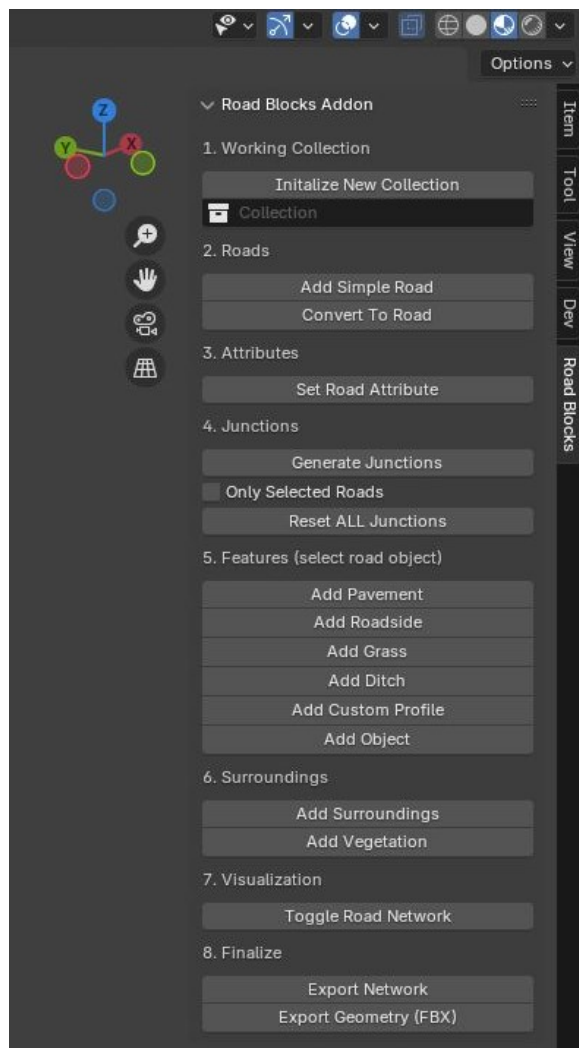 Options
Z
Y
X
Road Blocks Addon
1. Working Collection
Initalize New Collection
Collection
2. Roads
Add Simple Road
Convert To Road
3. Attributes
Set Road Attribute
4. Junctions
Generate Junctions
Only Selected Roads
Reset ALL Junctions
5. Features (select road object)
Add Pavement
Add Roadside
Add Grass
Add Ditch
Add Custom Profile
Add Object
6. Surroundings
Add Surroundings
Add Vegetation
7. Visualization
Toggle Road Network
8. Finalize
Export Network
Export Geometry (FBX)
Item
Tool
View
Dev
Road Blocks